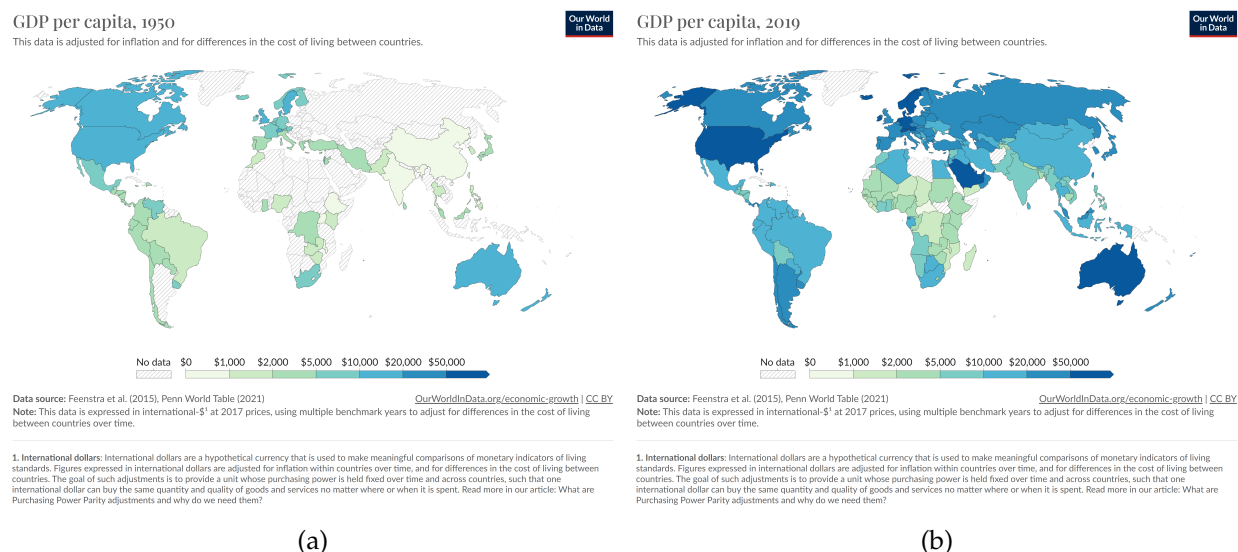 GDP per capita, 1950
Our World
in Data
This data is adjusted for inflation and for differences in the cost of living between countries.
No data
$0
$1,000
$2,000
$5,000
$10,000
$20,000
$50,000
Data source: Feenstra et al. (2015), Penn World Table (2021)
OurWorldInData.org/economic-growth | CC BY
Note: This data is expressed in international-$¹ at 2017 prices, using multiple benchmark years to adjust for differences in the cost of living
between countries over time.
1. International dollars: International dollars are a hypothetical currency that is used to make meaningful comparisons of monetary indicators of living
standards. Figures expressed in international dollars are adjusted for inflation within countries over time, and for differences in the cost of living between
countries. The goal of such adjustments is to provide a unit whose purchasing power is held fixed over time and across countries, such that one
international dollar can buy the same quantity and quality of goods and services no matter where or when it is spent. Read more in our article: What are
Purchasing Power Parity adjustments and why do we need them?
(a)
GDP per capita, 2019
Our World
in Data
This data is adjusted for inflation and for differences in the cost of living between countries.
No data
$0
$1,000
$2,000
$5,000
$10,000
$20,000
$50,000
Data source: Feenstra et al. (2015), Penn World Table (2021)
OurWorldInData.org/economic-growth | CC BY
Note: This data is expressed in international-$¹ at 2017 prices, using multiple benchmark years to adjust for differences in the cost of living
between countries over time.
1. International dollars: International dollars are a hypothetical currency that is used to make meaningful comparisons of monetary indicators of living
standards. Figures expressed in international dollars are adjusted for inflation within countries over time, and for differences in the cost of living between
countries. The goal of such adjustments is to provide a unit whose purchasing power is held fixed over time and across countries, such that one
international dollar can buy the same quantity and quality of goods and services no matter where or when it is spent. Read more in our article: What are
Purchasing Power Parity adjustments and why do we need them?
(b)